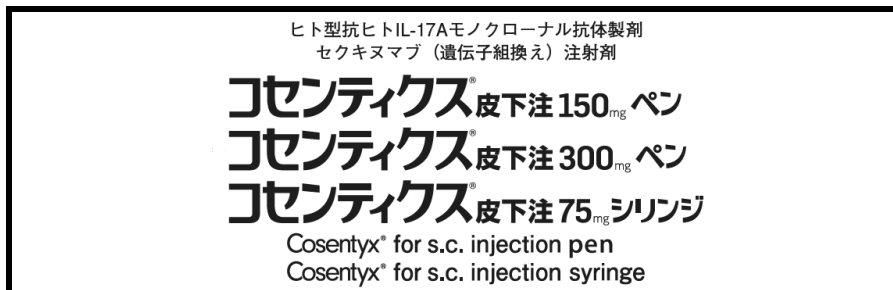 ヒト型抗ヒトIL-17Aモノクローナル抗体製剤
セクキヌマブ（遺伝子組換え）注射剤
コセンティクス®皮下注150mgペン
コセンティクス®皮下注300mgペン
コセンティクス®皮下注75mgシリンジ
Cosentyx® for s.c. injection pen
Cosentyx® for s.c. injection syringe